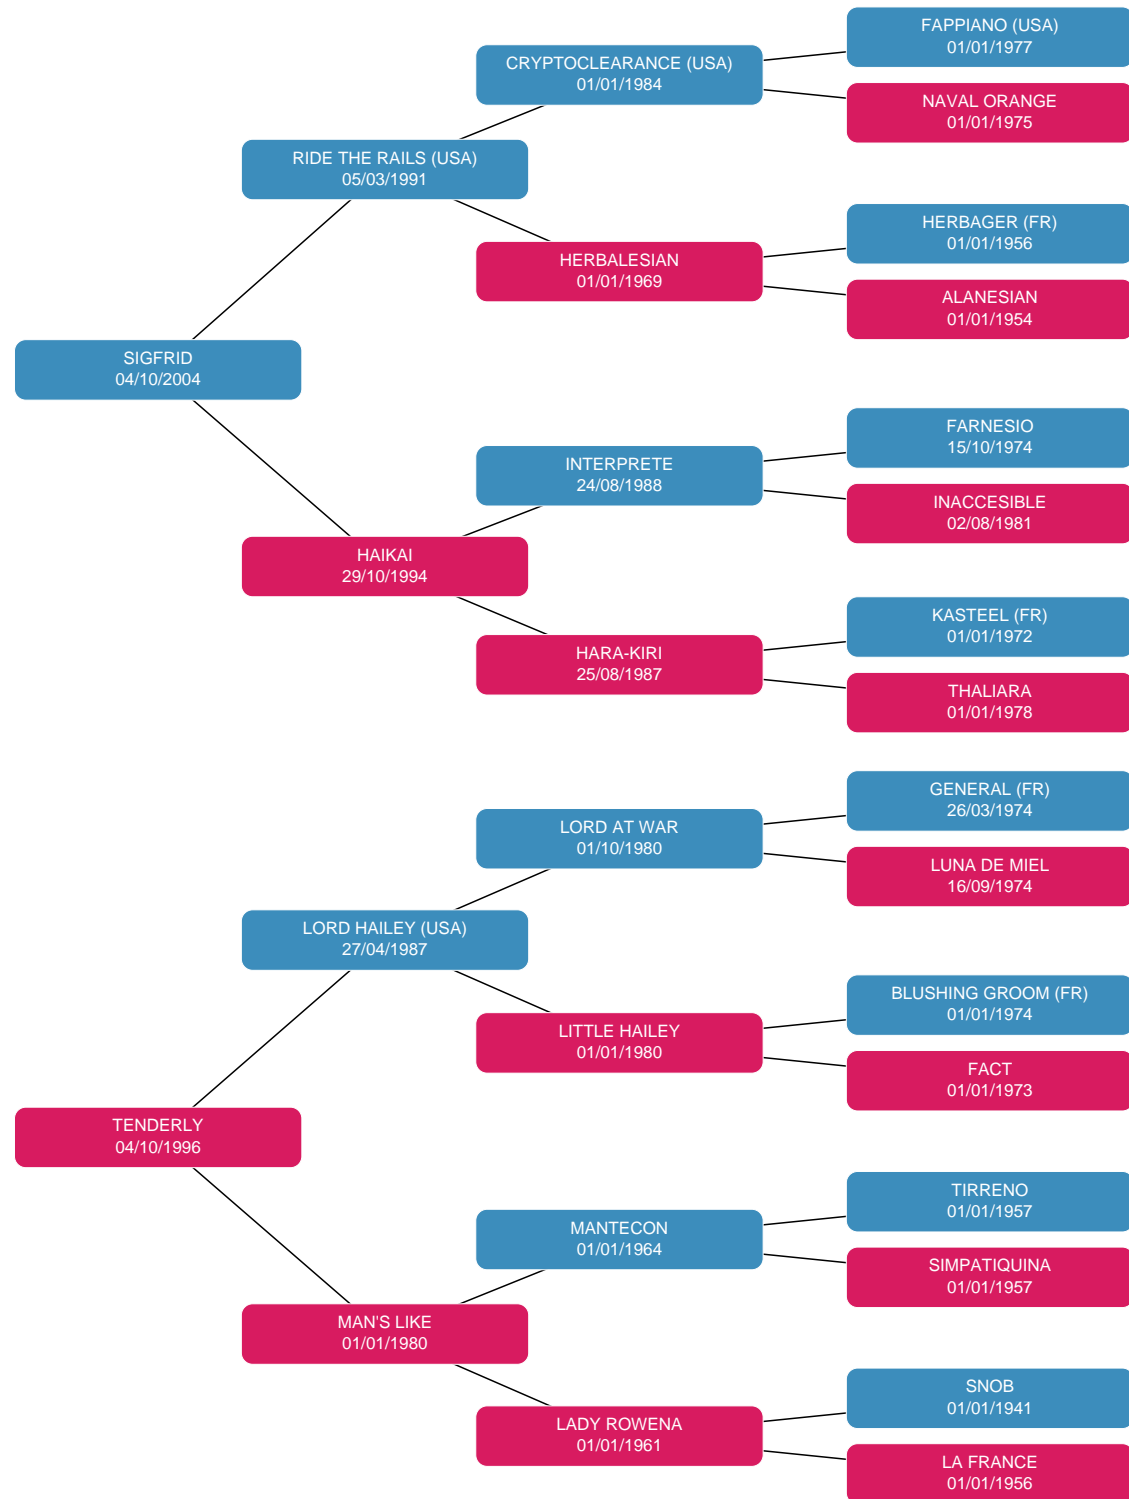 FAPPIANO (USA)
01/01/1977
CRYPTOCLEARANCE (USA)
01/01/1984
NAVAL ORANGE
01/01/1975
RIDE THE RAILS (USA)
05/03/1991
HERBAGER (FR)
01/01/1956
HERBALESIAN
01/01/1969
ALANESIAN
01/01/1954
SIGFRID
04/10/2004
FARNESIO
15/10/1974
INTERPRETE
24/08/1988
INACCESIBLE
02/08/1981
HAIKAI
29/10/1994
KASTEEL (FR)
01/01/1972
HARA-KIRI
25/08/1987
THALIARA
01/01/1978
GENERAL (FR)
26/03/1974
LORD AT WAR
01/10/1980
LUNA DE MIEL
16/09/1974
LORD HAILEY (USA)
27/04/1987
BLUSHING GROOM (FR)
01/01/1974
LITTLE HAILEY
01/01/1980
FACT
01/01/1973
TENDERLY
04/10/1996
TIRRENO
01/01/1957
MANTECON
01/01/1964
SIMPATIQUINA
01/01/1957
MAN'S LIKE
01/01/1980
SNOB
01/01/1941
LADY ROWENA
01/01/1961
LA FRANCE
01/01/1956